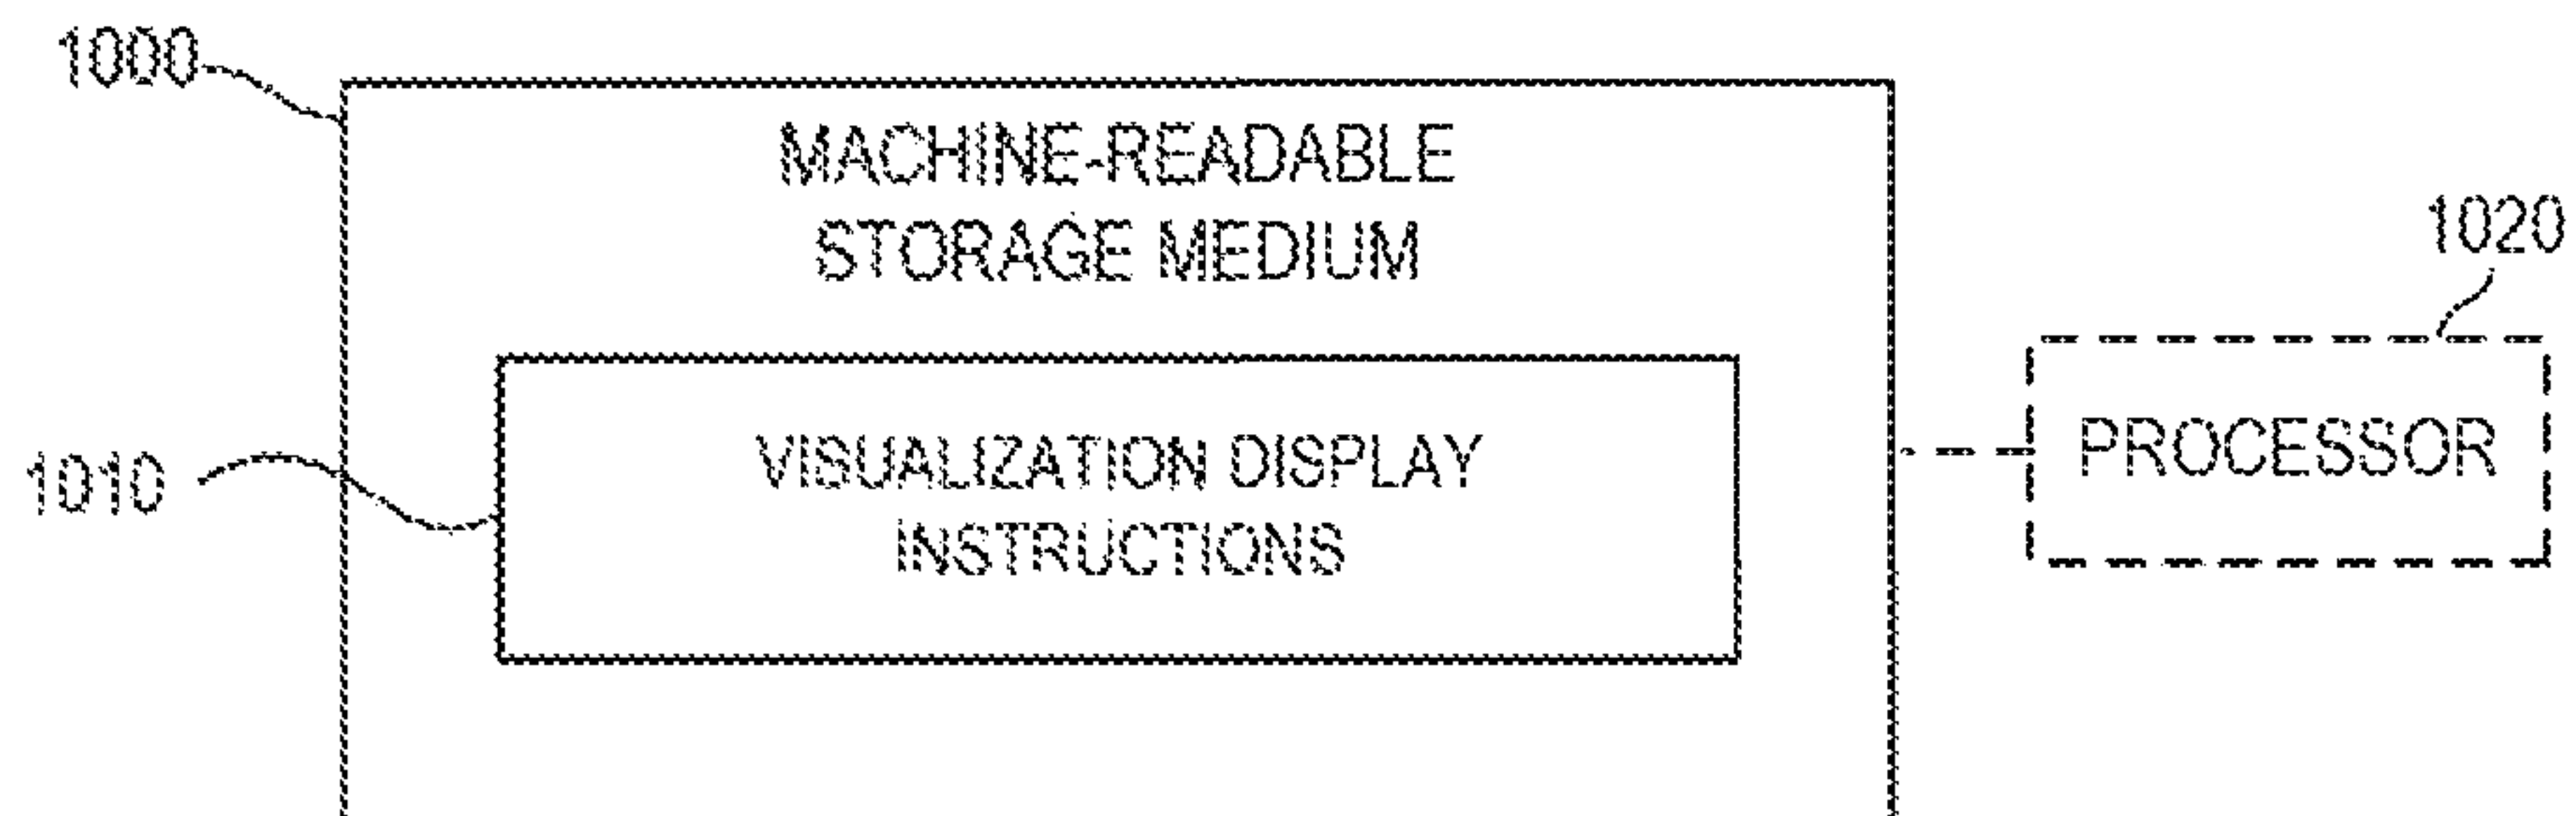 1000
MACHINE-READABLE
STORAGE MEDIUM
1020
VISUALIZATION DISPLAY
INSTRUCTIONS
1010
PROCESSOR